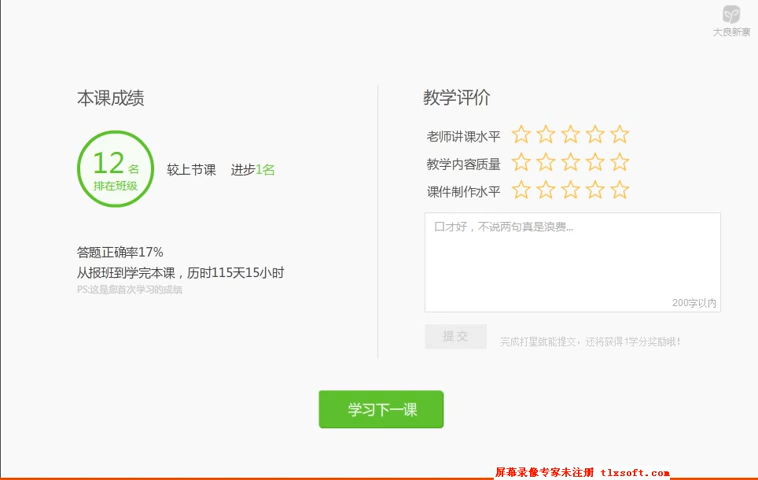 大良新寨
本课成绩
12 名
排在班级
较上节课 进步1名
答题正确率17%
从报班到学完本课，历时115天15小时
PS:这是您首次学习的成绩
教学评价
老师讲课水平
教学内容质量
课件制作水平
口才好，不说两句真是浪费...
200字以内
提交
完成打星就能提交，还将获得1学分奖励哦！
学习下一课
屏幕录像专家未注册 tlxsoft.com